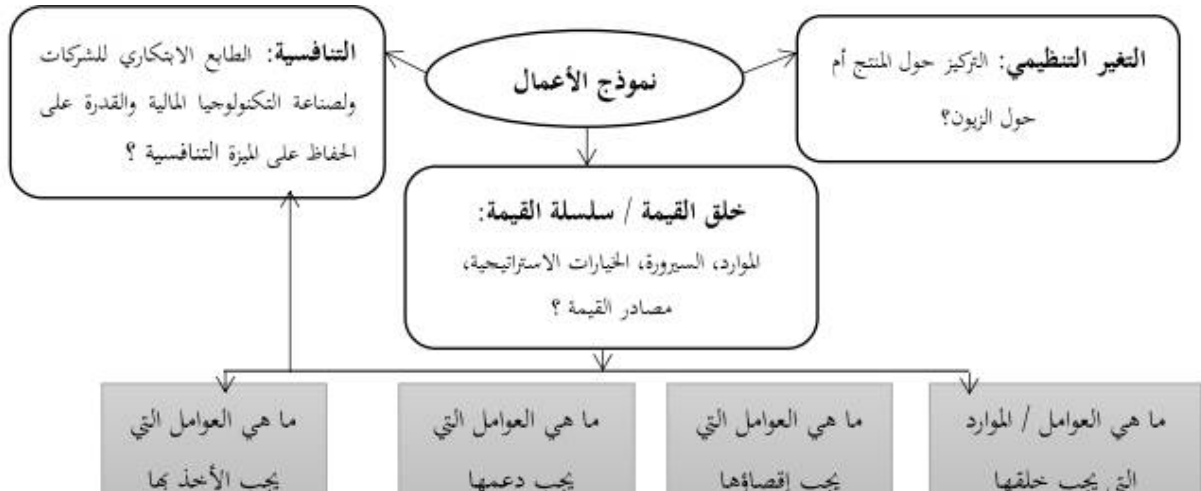 نموذج الأعمال
التغير التنظيمي: التركيز حول المنتج أم
حول الزبون؟
التنافسية: الطابع الابتكاري للشركات
ولصناعة التكنولوجيا المالية والقدرة على
الحفاظ على الميزة التنافسية ؟
خلق القيمة / سلسلة القيمة:
الموارد، السيرورة، الخيارات الاستراتيجية،
مصادر القيمة ؟
ما هي العوامل / الموارد
التي يجب خلقها
ما هي العوامل التي
يجب إقصاؤها
ما هي العوامل التي
يجب دعمها
ما هي العوامل التي
يجب الأخذ بها